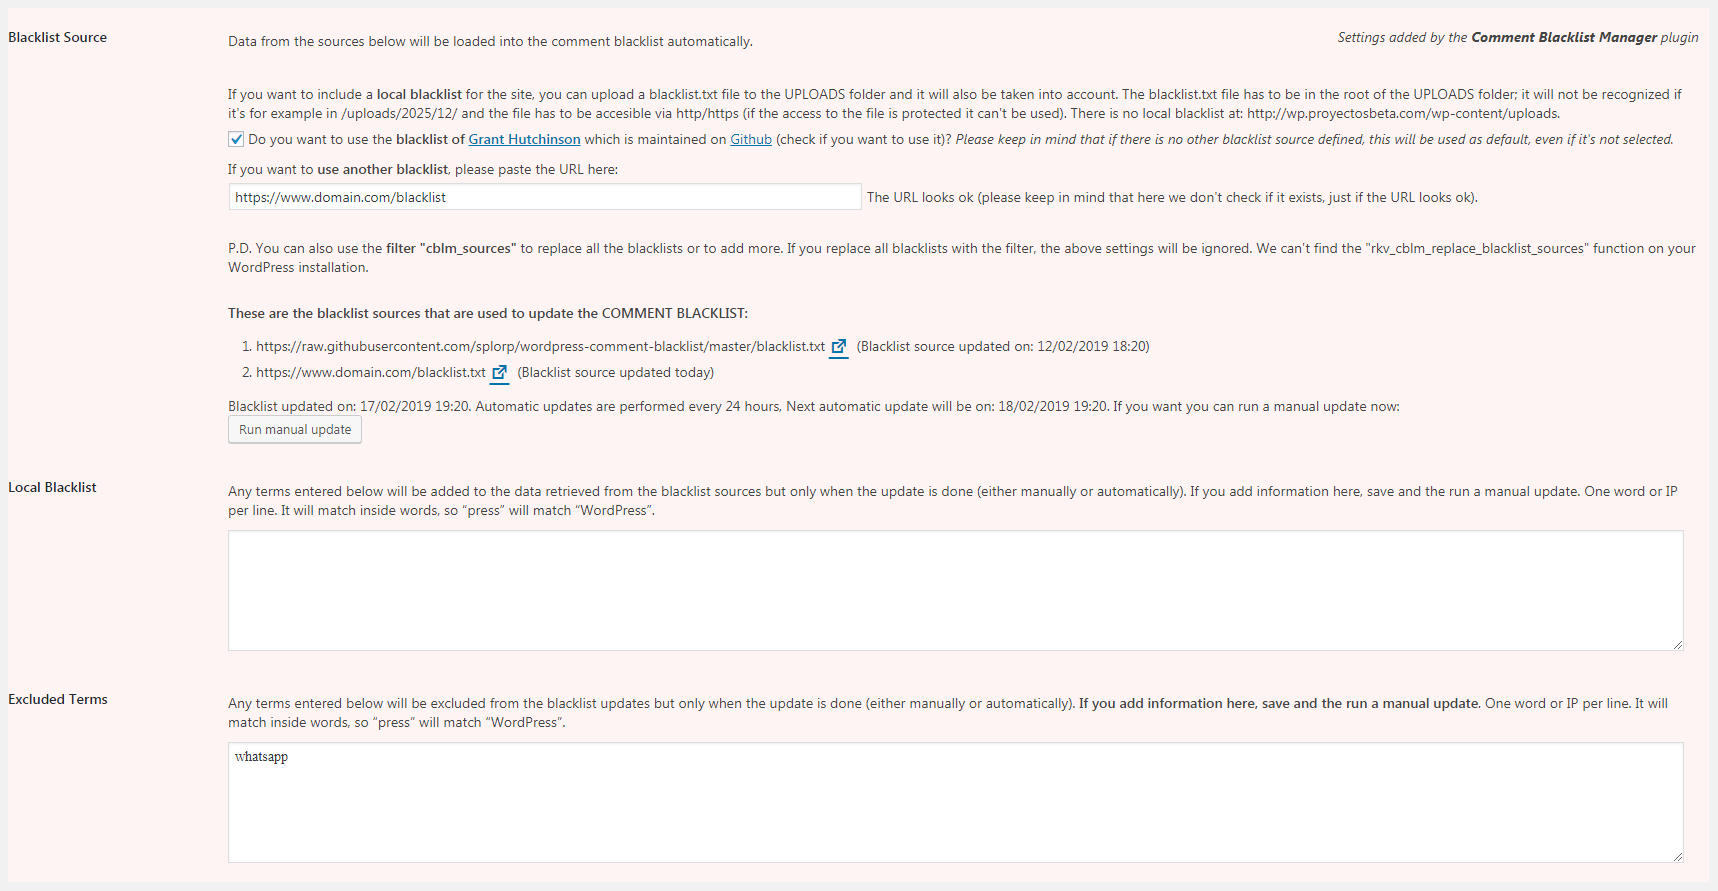 Blacklist Source
Data from the sources below will be loaded into the comment blacklist automatically.
Settings added by the Comment Blacklist Manager plugin
If you want to include a local blacklist for the site, you can upload a blacklist.txt file to the UPLOADS folder and it will also be taken into account. The blacklist.txt file has to be in the root of the UPLOADS folder; it will not be recognized if
it's for example in /uploads/2025/12/ and the file has to be accesible via http/https (if the access to the file is protected it can't be used). There is no local blacklist at: http://wp.proyectosbeta.com/wp-content/uploads.
Do you want to use the blacklist of Grant Hutchinson which is maintained on Github (check if you want to use it)? Please keep in mind that if there is no other blacklist source defined, this will be used as default, even if it's not selected.
If you want to use another blacklist, please paste the URL here:
https://www.domain.com/blacklist
The URL looks ok (please keep in mind that here we don't check if it exists, just if the URL looks ok).
P.D. You can also use the filter "cblm_sources" to replace all the blacklists or to add more. If you replace all blacklists with the filter, the above settings will be ignored. We can't find the "rkv_cblm_replace_blacklist_sources" function on your
WordPress installation.
These are the blacklist sources that are used to update the COMMENT BLACKLIST:
1. https://raw.githubusercontent.com/splorp/wordpress-comment-blacklist/master/blacklist.txt (Blacklist source updated on: 12/02/2019 18:20)
2. https://www.domain.com/blacklist.txt (Blacklist source updated today)
Blacklist updated on: 17/02/2019 19:20. Automatic updates are performed every 24 hours, Next automatic update will be on: 18/02/2019 19:20. If you want you can run a manual update now:
Run manual update
Local Blacklist
Any terms entered below will be added to the data retrieved from the blacklist sources but only when the update is done (either manually or automatically). If you add information here, save and the run a manual update. One word or IP
per line. It will match inside words, so “press” will match “WordPress”.
Excluded Terms
Any terms entered below will be excluded from the blacklist updates but only when the update is done (either manually or automatically). If you add information here, save and the run a manual update. One word or IP per line. It will
match inside words, so “press” will match “WordPress”.
whatsapp